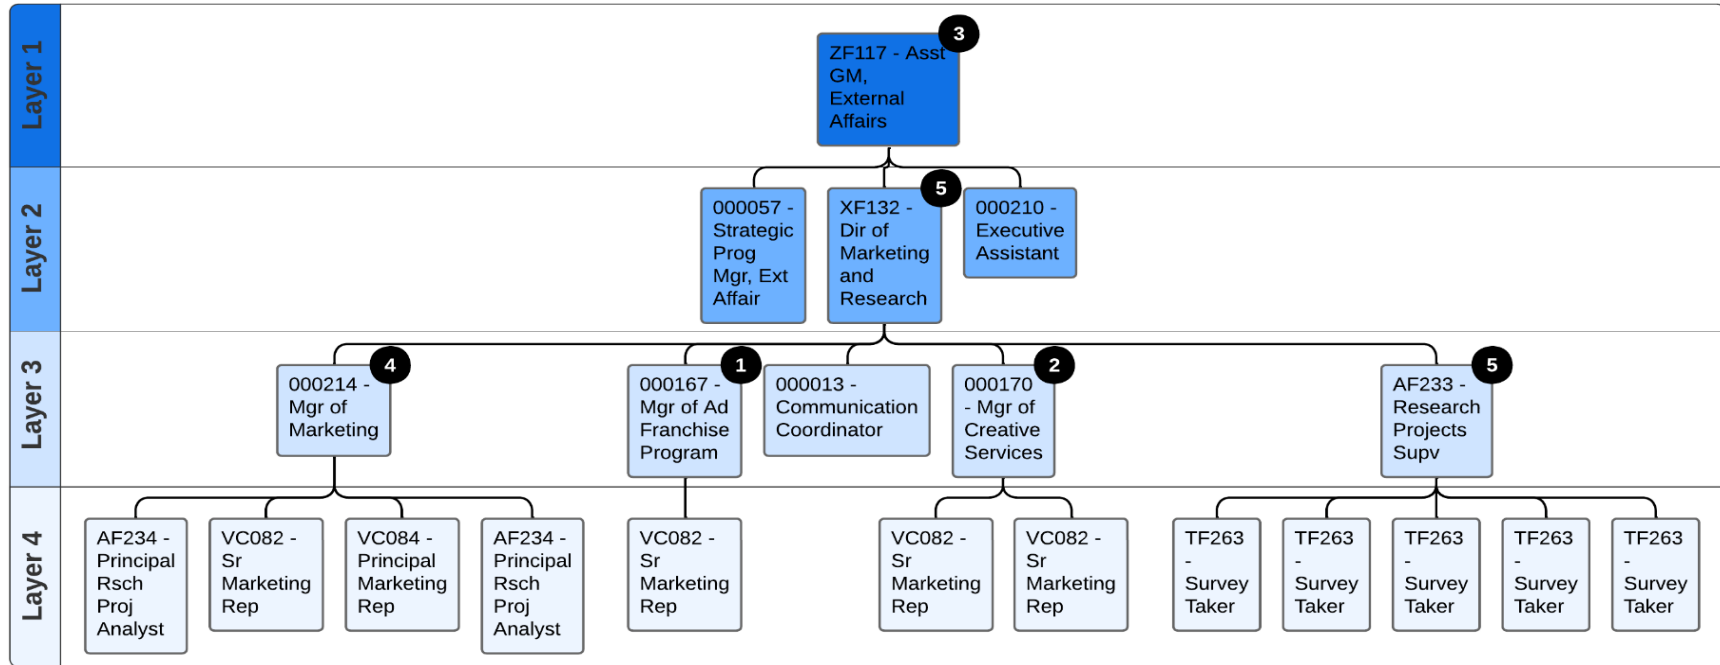 Layer 1
3
ZF117 - Asst
GM,
External
Affairs
Layer 2
000057 -
Strategic
Prog
Mgr, Ext
Affair
5
XF132 -
Dir of
Marketing
and
Research
000210 -
Executive
Assistant
Layer 3
4
000214 -
Mgr of
Marketing
1
000167 -
Mgr of Ad
Franchise
Program
000013 -
Communication
Coordinator
2
000170
- Mgr of
Creative
Services
5
AF233 -
Research
Projects
Supv
Layer 4
AF234 -
Principal
Rsch
Proj
Analyst
VC082 -
Sr
Marketing
Rep
VC084 -
Principal
Marketing
Rep
AF234 -
Principal
Rsch
Proj
Analyst
VC082 -
Sr
Marketing
Rep
VC082 -
Sr
Marketing
Rep
VC082 -
Sr
Marketing
Rep
TF263
-
Survey
Taker
TF263
-
Survey
Taker
TF263
-
Survey
Taker
TF263
-
Survey
Taker
TF263
-
Survey
Taker